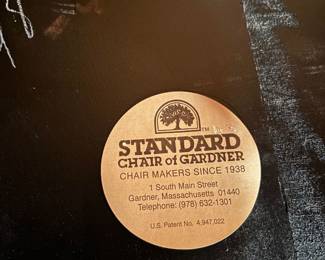 STANDARD
CHAIR of GARDNER
CHAIR MAKERS SINCE 1938
1 South Main Street
Gardner, Massachusetts 01440
Telephone: (978) 632-1301
U.S. Patent No. 4,947,022